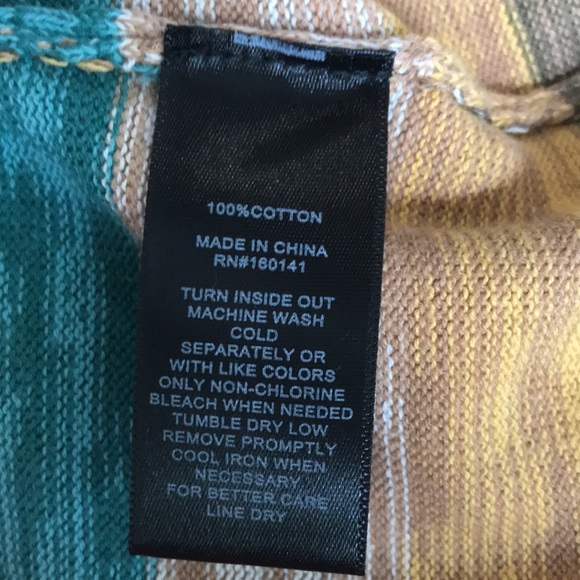 100%COTTON
MADE IN CHINA
RN#160141
TURN INSIDE OUT
MACHINE WASH
COLD
SEPARATELY OR
WITH LIKE COLORS
ONLY NON-CHLORINE
BLEACH WHEN NEEDED
TUMBLE DRY LOW
REMOVE PROMPTLY
COOL IRON WHEN
NECESSARY
FOR BETTER CARE
LINE DRY